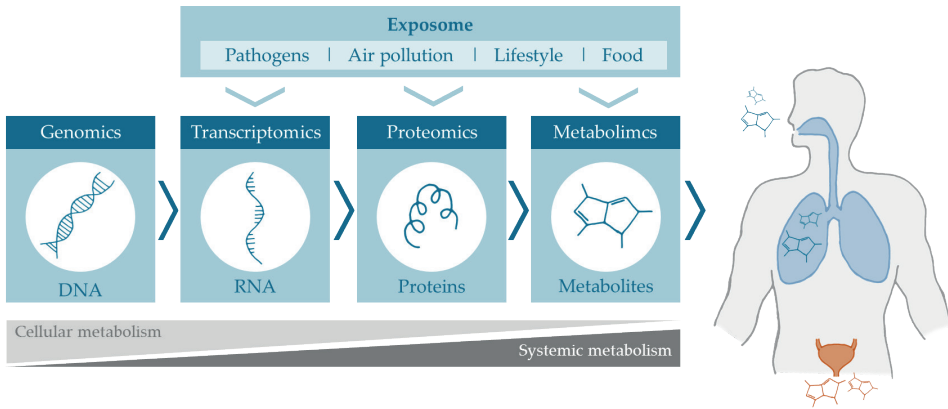 Exposome
Pathogens | Air pollution | Lifestyle | Food
Genomics
Transcriptomics
Proteomics
Metabolimcs
DNA
RNA
Proteins
Metabolites
Cellular metabolism
Systemic metabolism